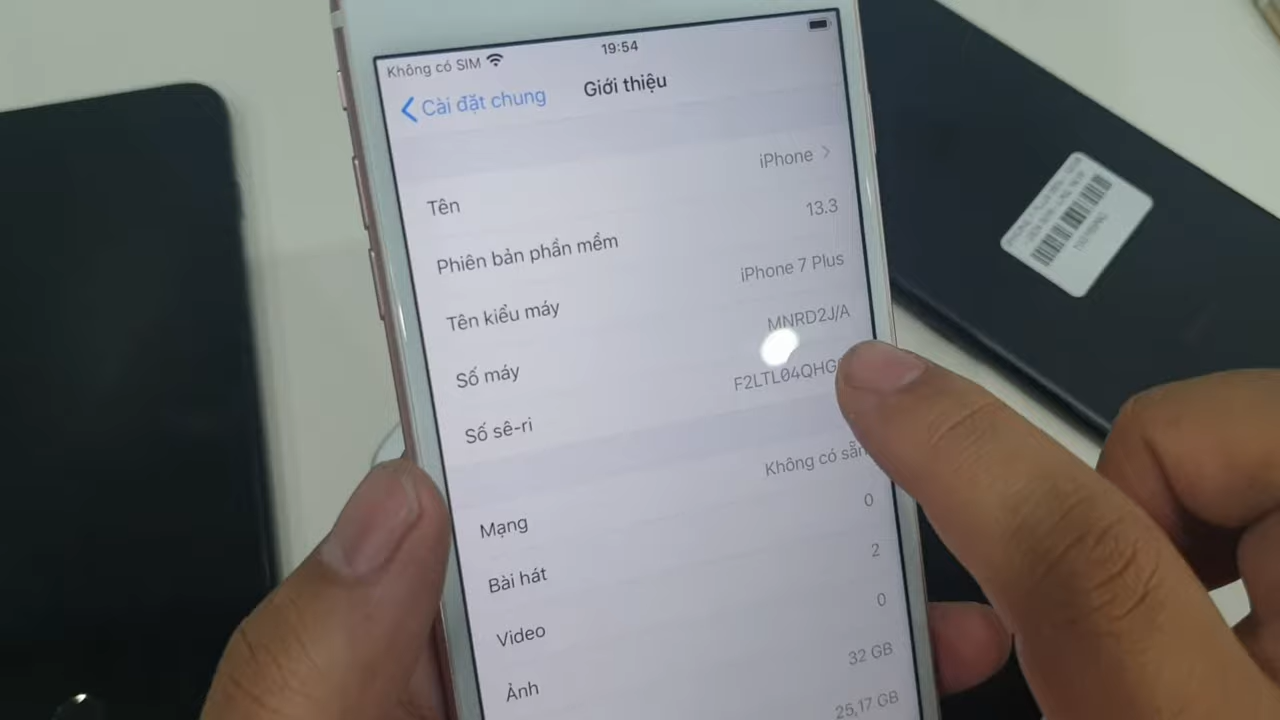 Không có SIM
19:54
Cài đặt chung
Giới thiệu
Tên
iPhone
Phiên bản phần mềm
13.3
Tên kiểu máy
iPhone 7 Plus
Số máy
MNRD2J/A
Số sê-ri
Mạng
Không có sẵn
Bài hát
0
Video
2
Ảnh
0
32 GB
25,17 GB